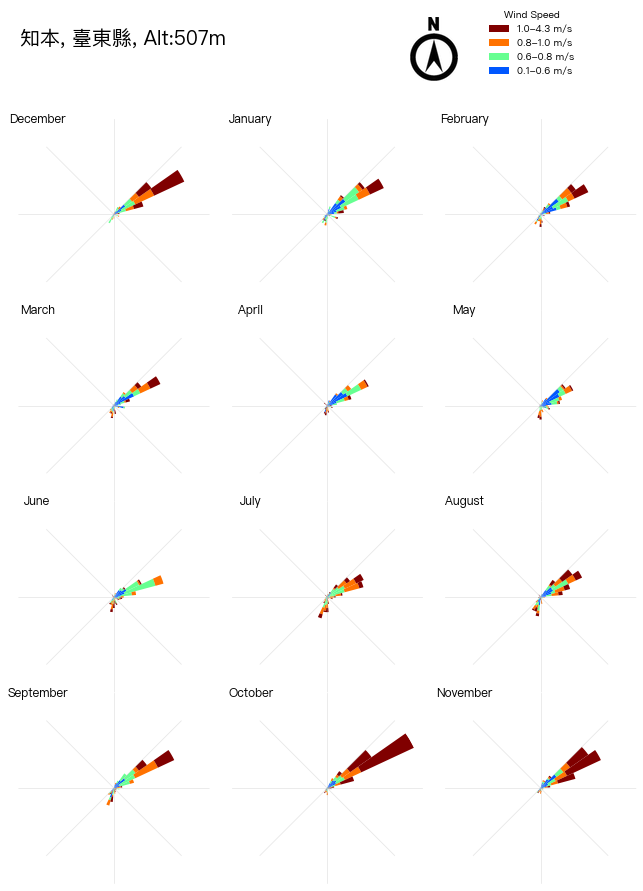 知本, 臺東縣, Alt:507m
N
Wind Speed
1.0–4.3 m/s
0.8–1.0 m/s
0.6–0.8 m/s
0.1–0.6 m/s
December
January
February
March
April
May
June
July
August
September
October
November